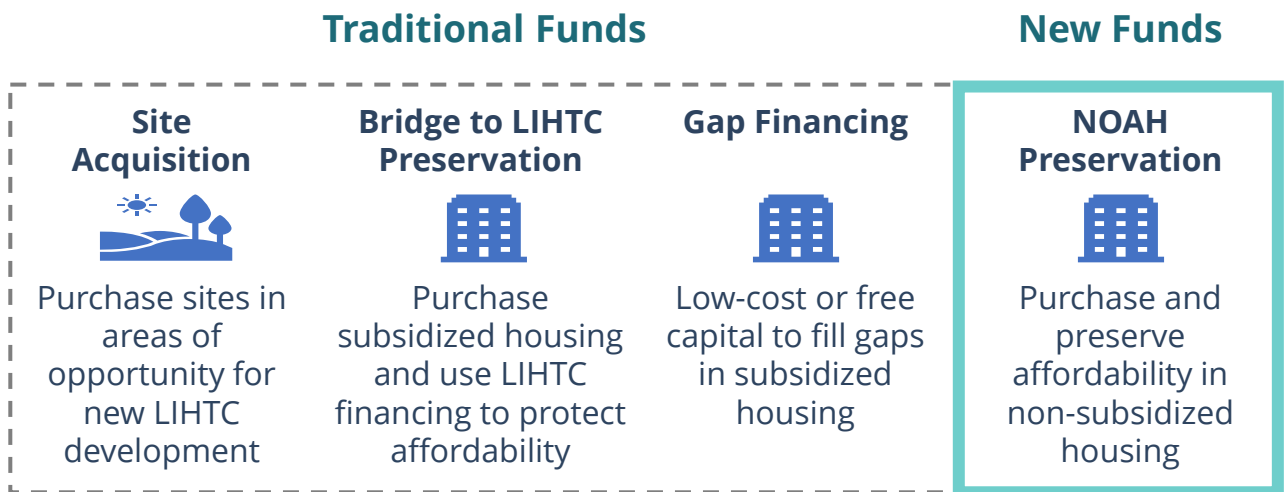 Traditional Funds
New Funds
Site
Acquisition
Purchase sites in
areas of
opportunity for
new LIHTC
development
Bridge to LIHTC
Preservation
Purchase
subsidized housing
and use LIHTC
financing to protect
affordability
Gap Financing
Low-cost or free
capital to fill gaps
in subsidized
housing
NOAH
Preservation
Purchase and
preserve
affordability in
non-subsidized
housing